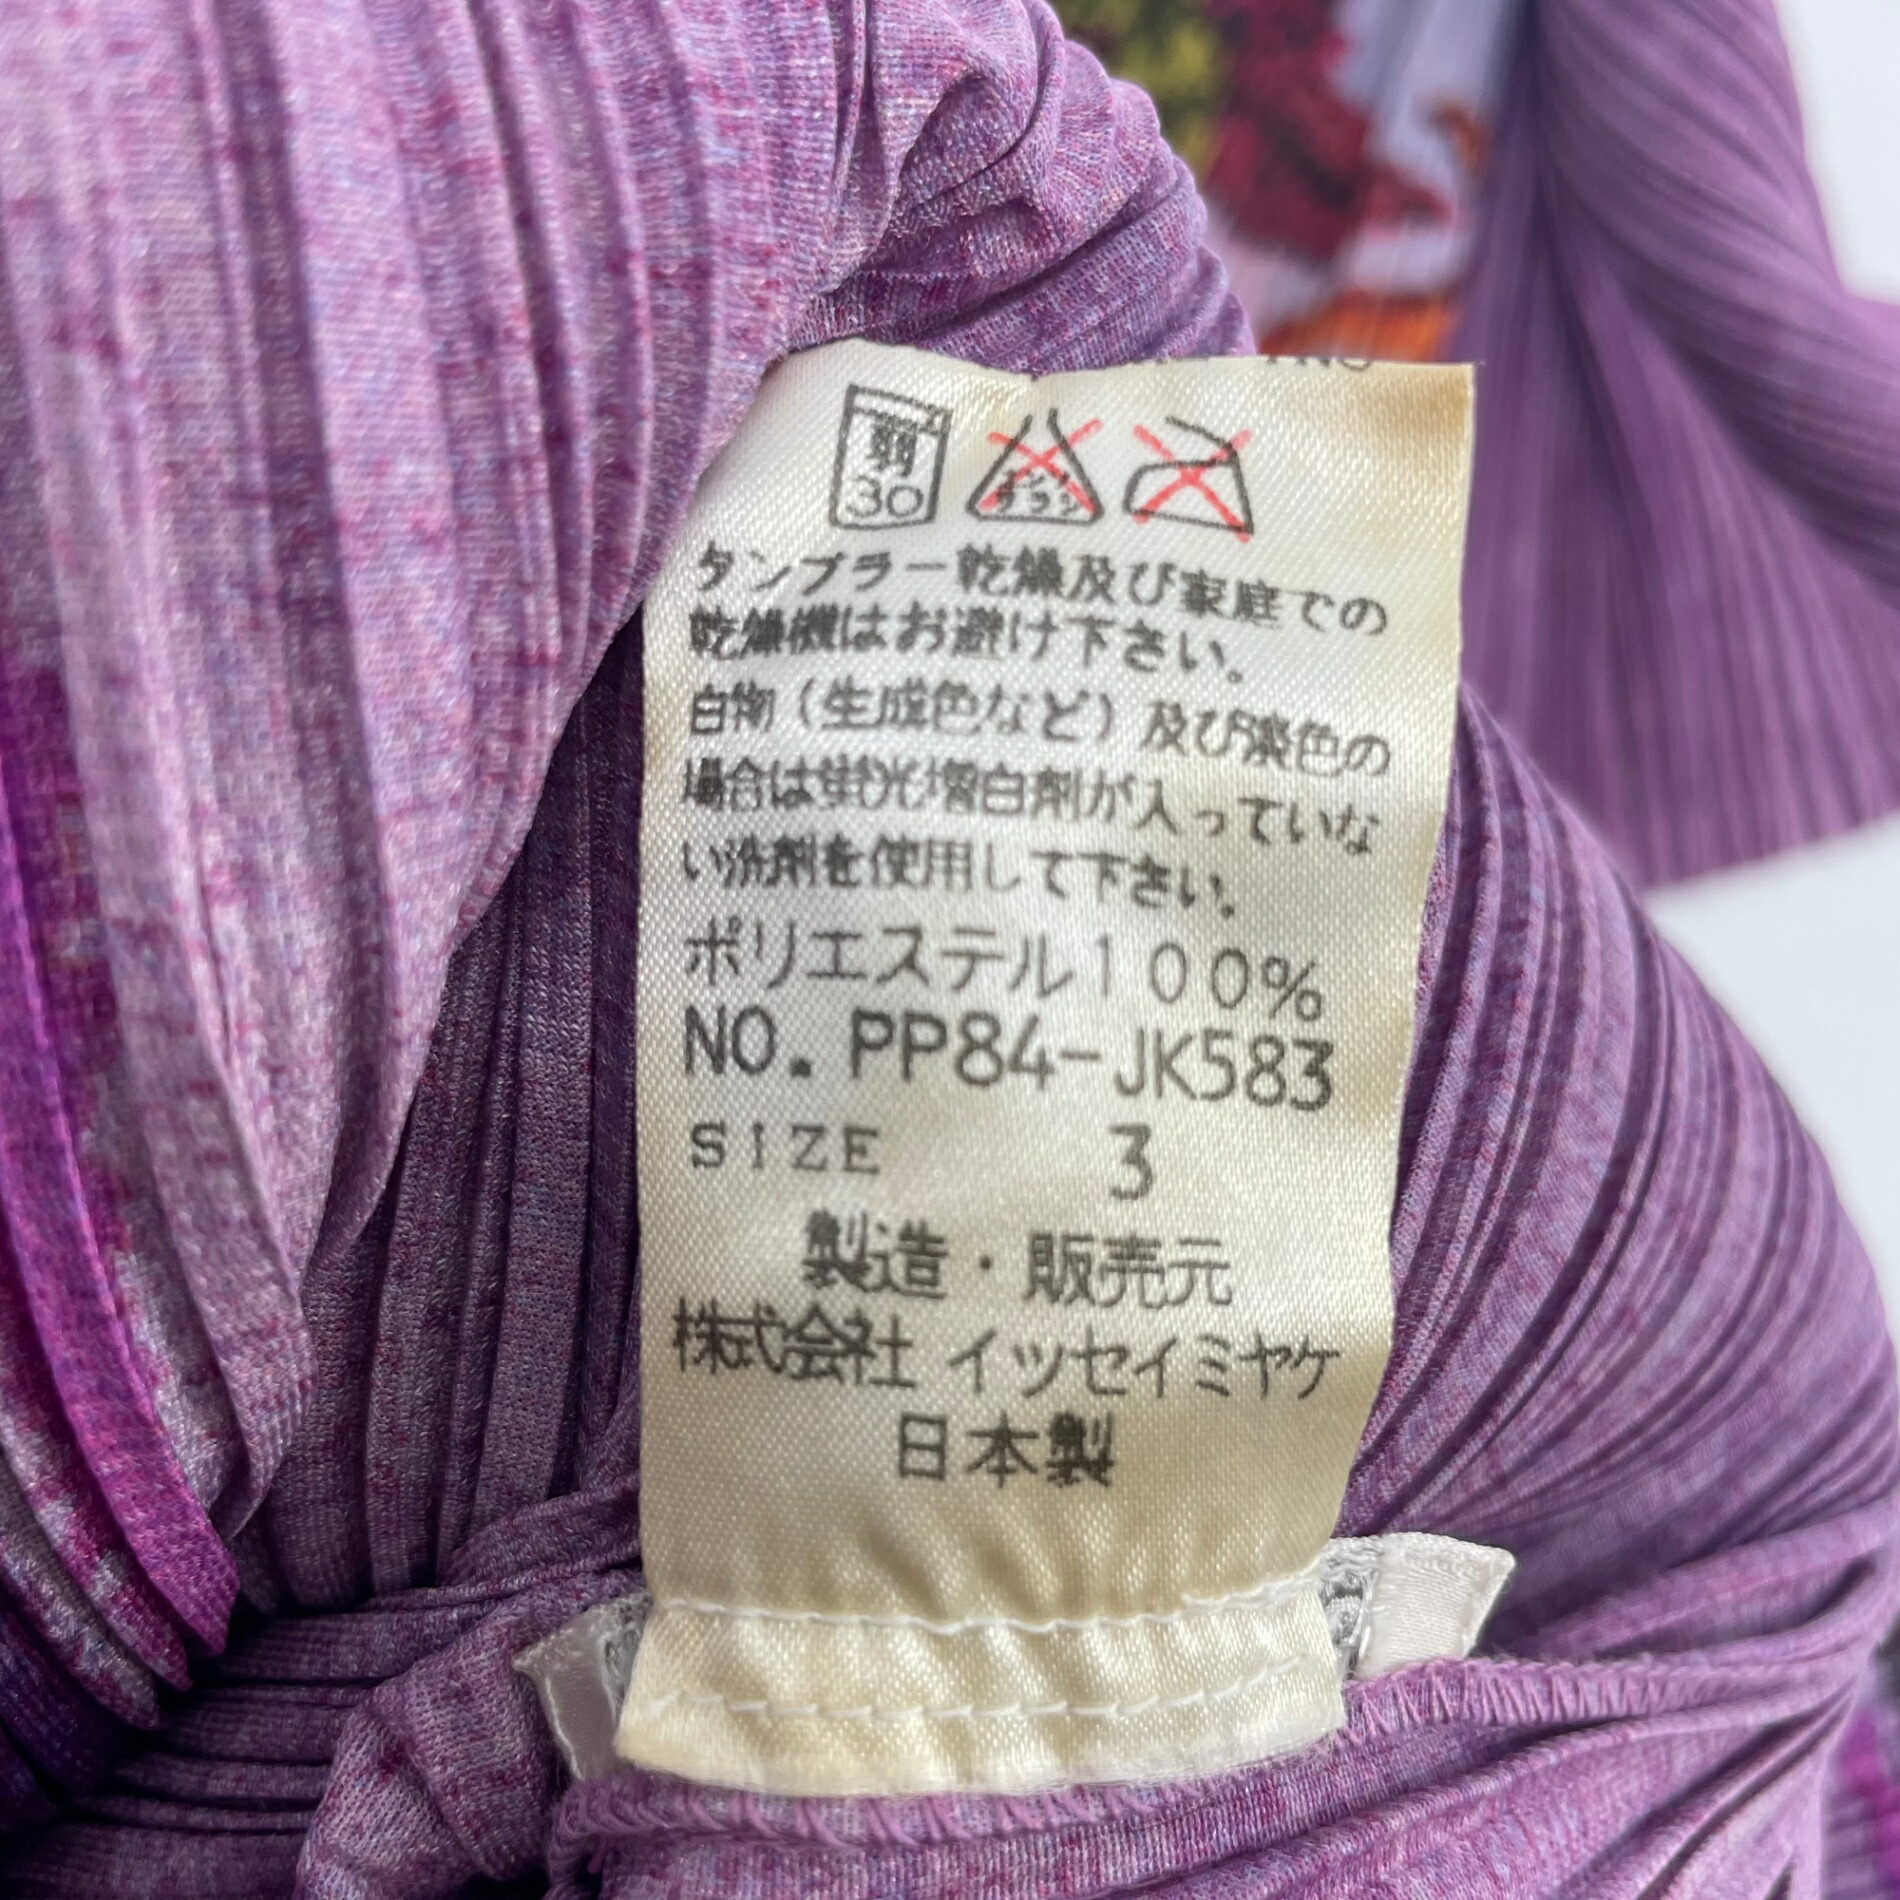 弱
30
エンソ
サラシ
タンブラー乾燥及び家庭での
乾燥機はお避け下さい。
白物（生成色など）及び淡色の
場合は蛍光増白剤が入っていな
い洗剤を使用して下さい。
ポリエステル100%
NO. PP84-JK583
SIZE 3
製造・販売元
株式会社 イッセイミヤケ
日本製